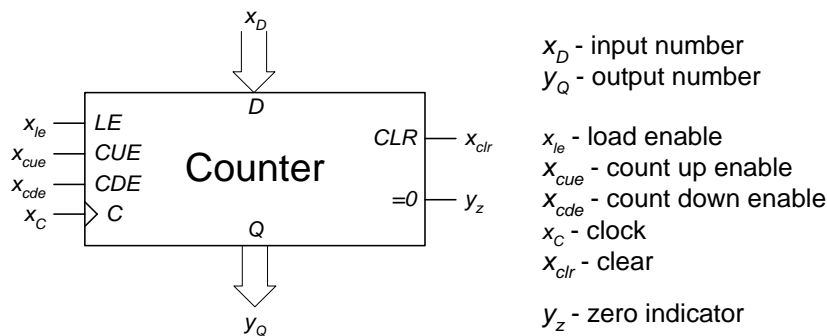 x_D
D
x_le LE
x_cue CUE
x_cde CDE
x_C C
Counter
CLR x_clr
=0 y_z
Q
y_Q
x_D - input number
y_Q - output number
x_le - load enable
x_cue - count up enable
x_cde - count down enable
x_C - clock
x_clr - clear
y_z - zero indicator